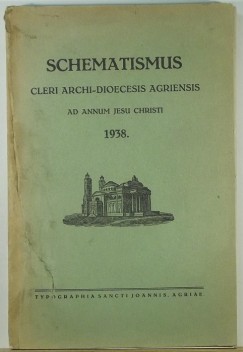 SCHEMATISMUS
CLERI ARCHI-DIOECESIS AGRIENSIS
AD ANNUM JESU CHRISTI
1938.
TYPOGRAPHIA SANCTI JOANNIS, AGRIAE.